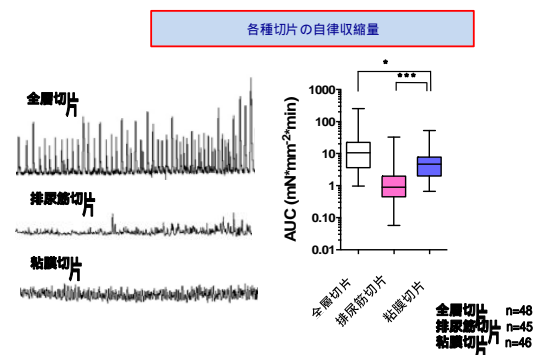 各種切片の自律収縮量
全層切片
排尿筋切片
粘膜切片
*
***
AUC (mN*mm-2*min)
1000
100
10
1
0.10
0.01
全層切片
排尿筋切片
粘膜切片
全層切片 n=48
排尿筋切片 n=45
粘膜切片 n=46